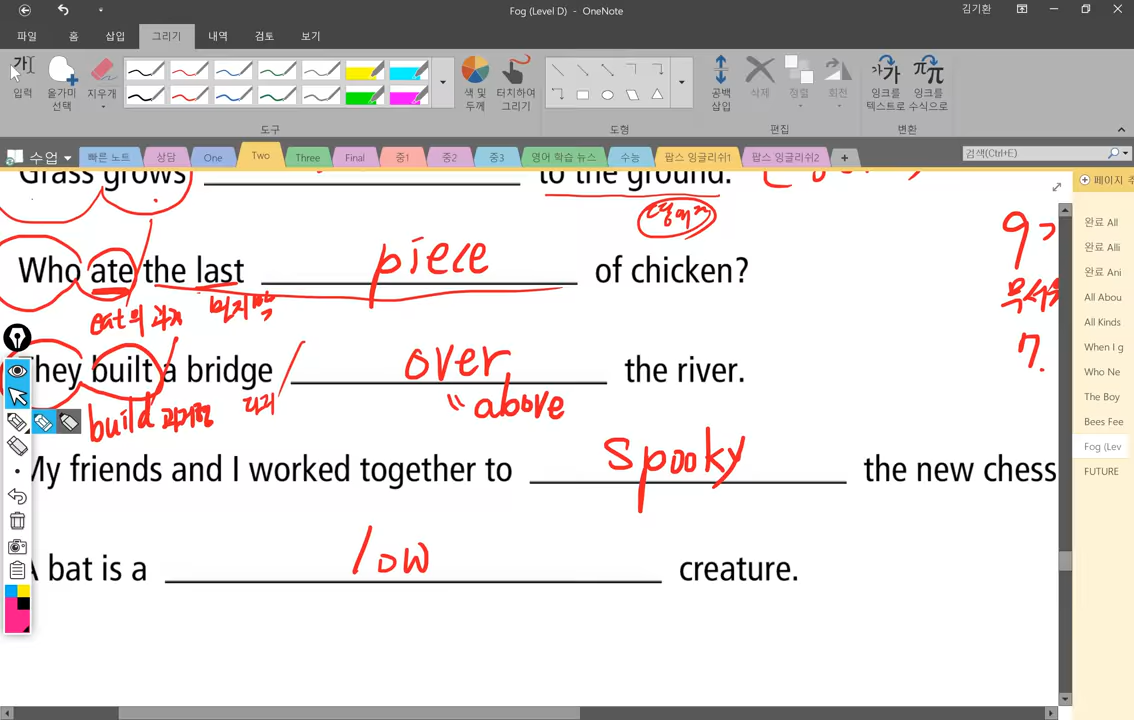 Fog (Level D) - OneNote
김기환
파일 홈 삽입 그리기 내역 검토 보기
입력
올가미 선택
지우개
색 및 두께
터치하여 그리기
공백 삽입
삭제
정렬
회전
잉크를 텍스트로
잉크를 수식으로
도구 도형 편집 변환
수업 빠른 노트 상담 One Two Three Final 중1 중2 중3 영어 학습 뉴스 수능 팝스 잉글리쉬1 팝스 잉글리쉬2
검색(Ctrl+E)
페이지 추
Grass grows to the ground.
Who ate the last piece of chicken?
eat의 과거
마지막
They built a bridge over the river.
build 과거형 다리 above
My friends and I worked together to spooky the new chess
A bat is a low creature.
완료 All
완료 Alli
완료 Ani
All Abou
All Kinds
When I g
Who Ne
The Boy
Bees Fee
Fog (Lev
FUTURE